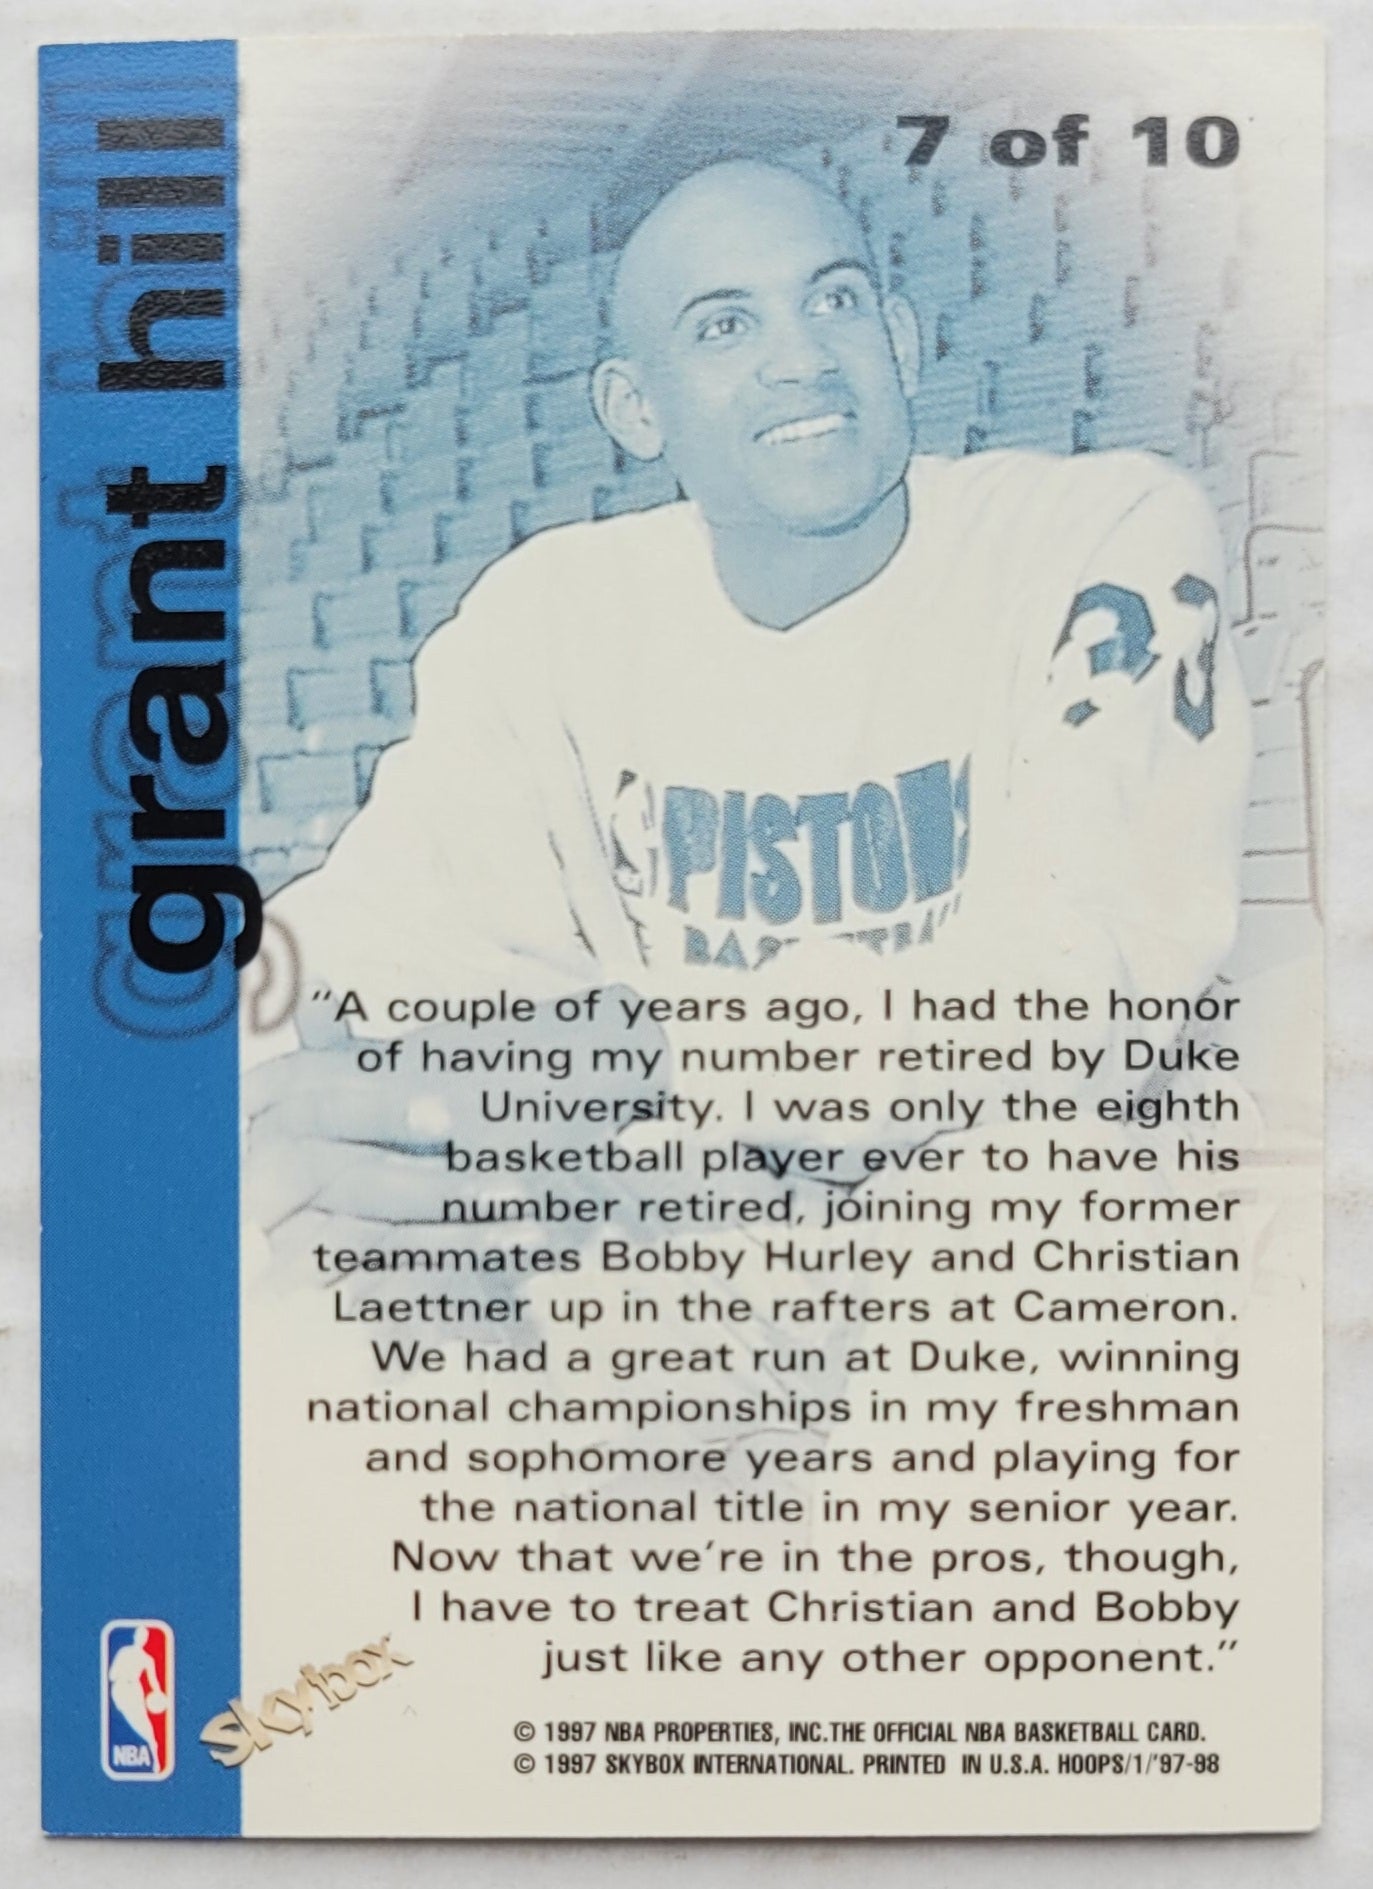 7 of 10
grant hill
PISTONS
BASKETBALL
"A couple of years ago, I had the honor
of having my number retired by Duke
University. I was only the eighth
basketball player ever to have his
number retired, joining my former
teammates Bobby Hurley and Christian
Laettner up in the rafters at Cameron.
We had a great run at Duke, winning
national championships in my freshman
and sophomore years and playing for
the national title in my senior year.
Now that we're in the pros, though,
I have to treat Christian and Bobby
just like any other opponent."
NBA
skybox
© 1997 NBA PROPERTIES, INC.THE OFFICIAL NBA BASKETBALL CARD.
© 1997 SKYBOX INTERNATIONAL. PRINTED IN U.S.A. HOOPS/1/'97-98